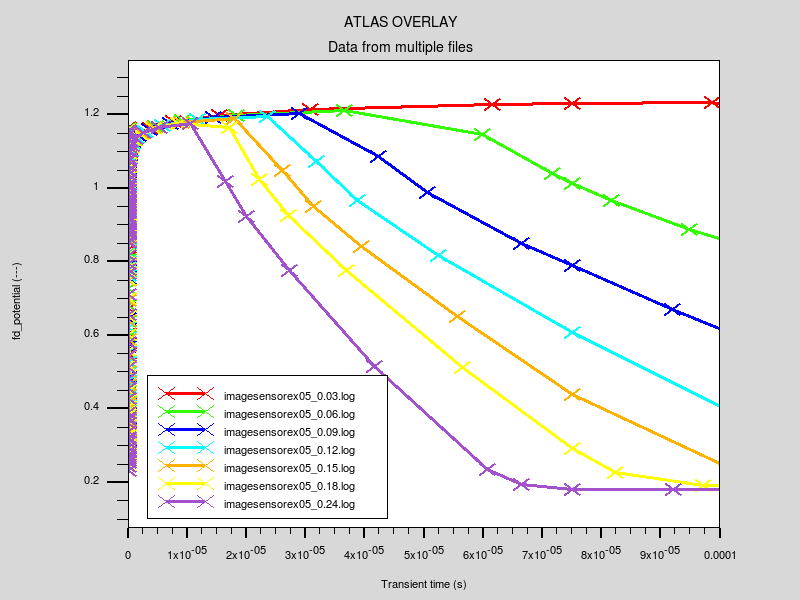 ATLAS OVERLAY
Data from multiple files
fd_potential (---)
1.2
1
0.8
0.6
0.4
0.2
imagesensorex05_0.03.log
imagesensorex05_0.06.log
imagesensorex05_0.09.log
imagesensorex05_0.12.log
imagesensorex05_0.15.log
imagesensorex05_0.18.log
imagesensorex05_0.24.log
0 1x10⁻⁰⁵ 2x10⁻⁰⁵ 3x10⁻⁰⁵ 4x10⁻⁰⁵ 5x10⁻⁰⁵ 6x10⁻⁰⁵ 7x10⁻⁰⁵ 8x10⁻⁰⁵ 9x10⁻⁰⁵ 0.0001
Transient time (s)